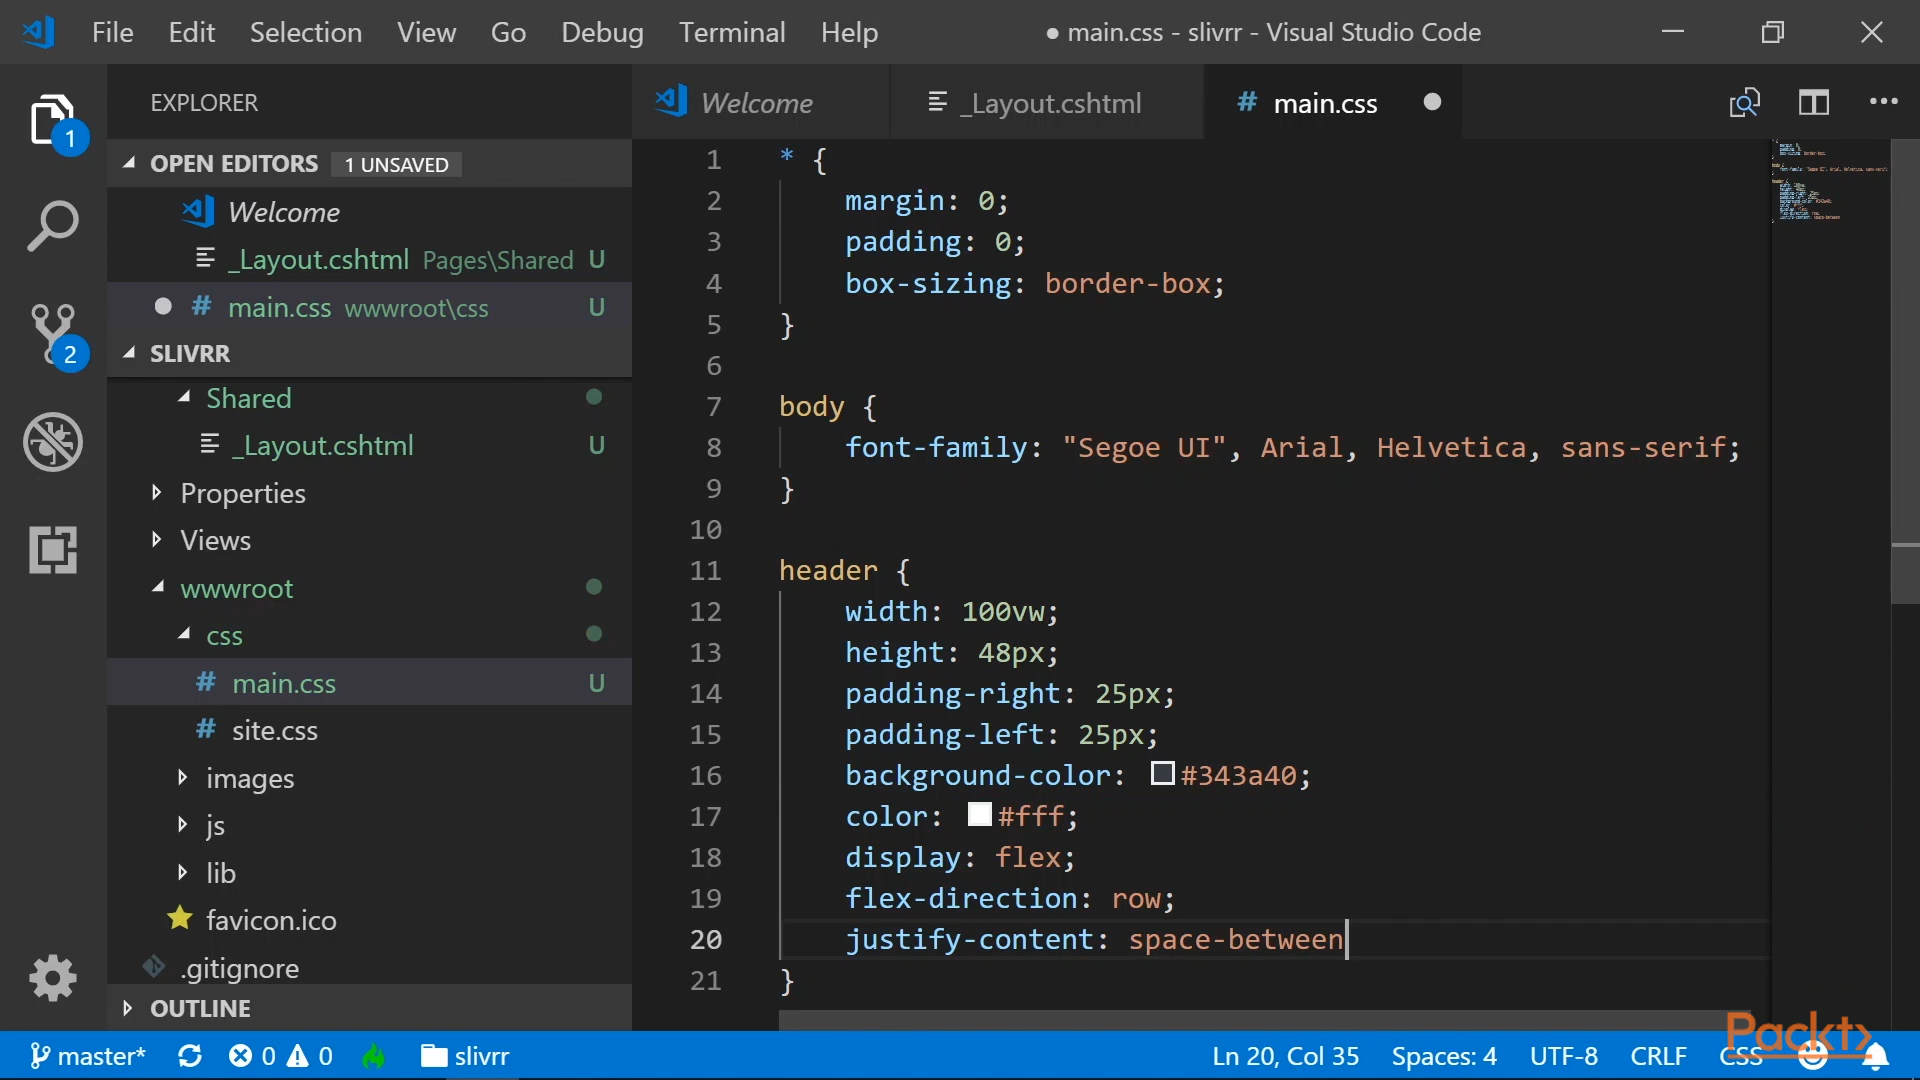 File Edit Selection View Go Debug Terminal Help
● main.css - slivrr - Visual Studio Code
EXPLORER
Welcome
_Layout.cshtml
# main.css
1
OPEN EDITORS 1 UNSAVED
Welcome
_Layout.cshtml Pages\Shared U
# main.css wwwroot\css U
2
SLIVRR
Shared
_Layout.cshtml U
Properties
Views
wwwroot
css
# main.css U
# site.css
images
js
lib
favicon.ico
.gitignore
OUTLINE
1 * {
2 margin: 0;
3 padding: 0;
4 box-sizing: border-box;
5 }
6
7 body {
8 font-family: "Segoe UI", Arial, Helvetica, sans-serif;
9 }
10
11 header {
12 width: 100vw;
13 height: 48px;
14 padding-right: 25px;
15 padding-left: 25px;
16 background-color: #343a40;
17 color: #fff;
18 display: flex;
19 flex-direction: row;
20 justify-content: space-between
21 }
Packt>
master* 0 0 slivrr Ln 20, Col 35 Spaces: 4 UTF-8 CRLF CSS